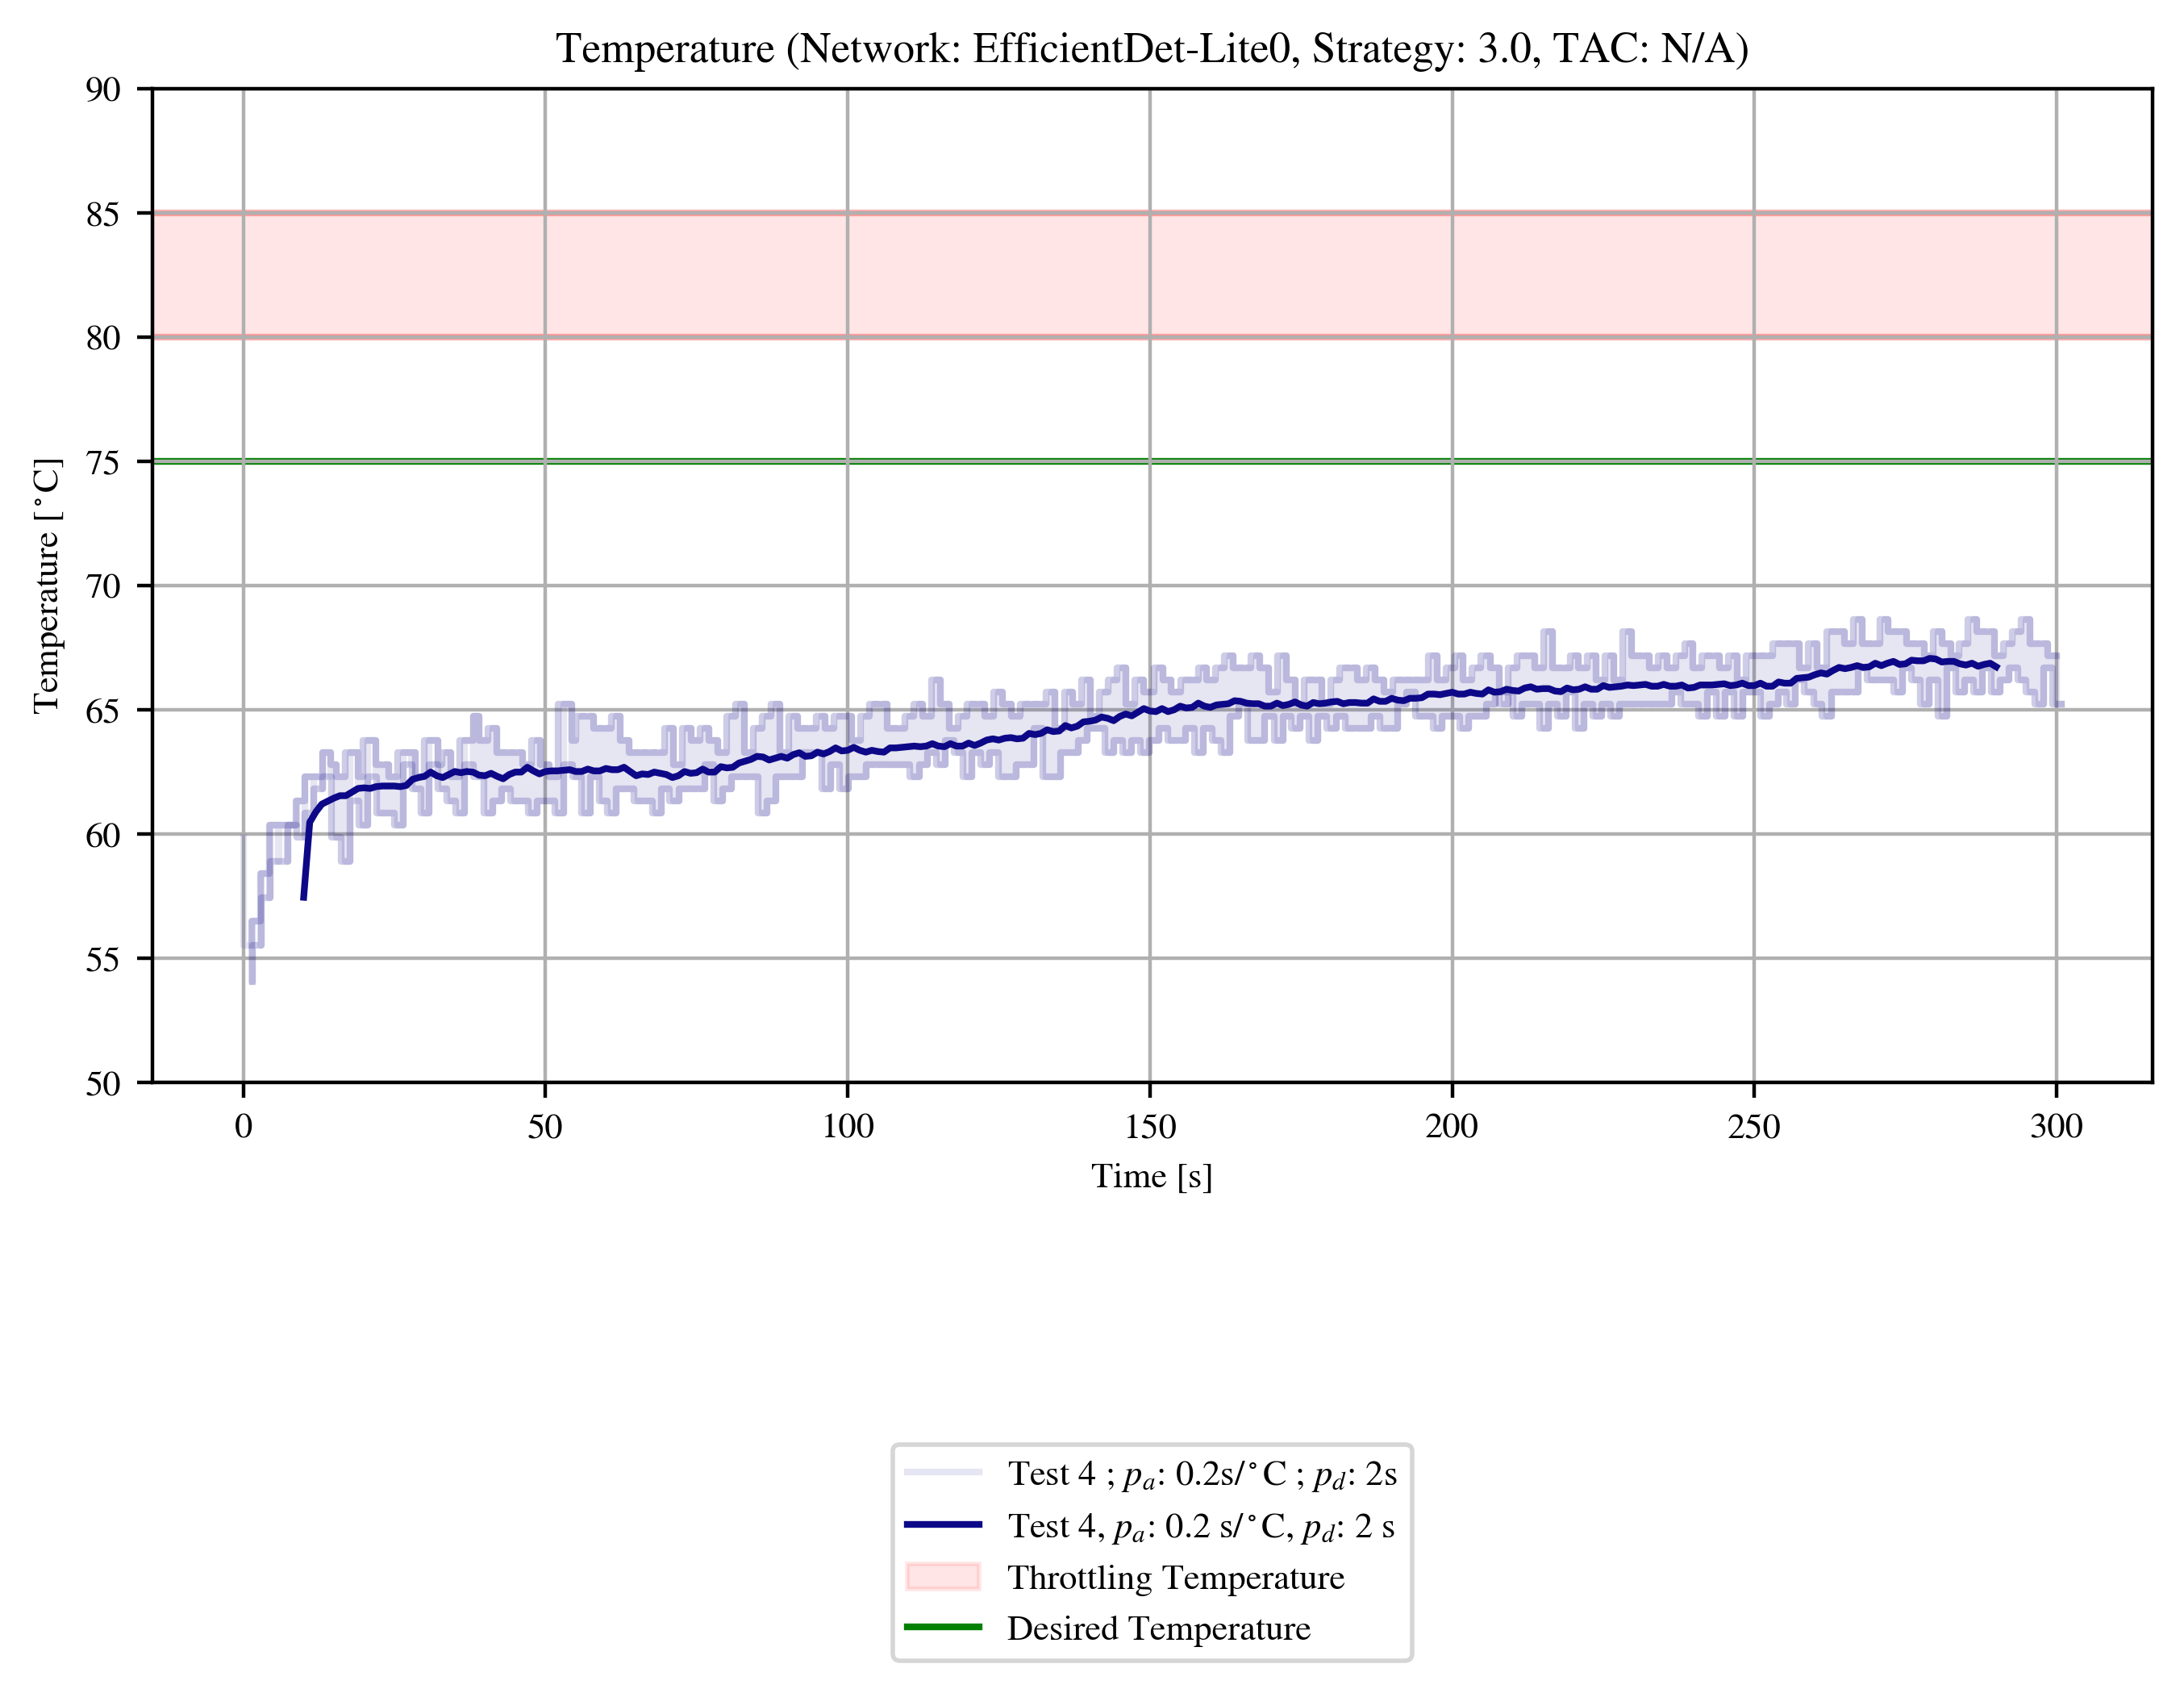 Temperature (Network: EfficientDet-Lite0, Strategy: 3.0, TAC: N/A)
90
85
80
75
70
65
60
55
50
Temperature [°C]
0 50 100 150 200 250 300
Time [s]
Test 4 ; pₐ: 0.2s/°C ; p_d: 2s
Test 4, pₐ: 0.2 s/°C, p_d: 2 s
Throttling Temperature
Desired Temperature